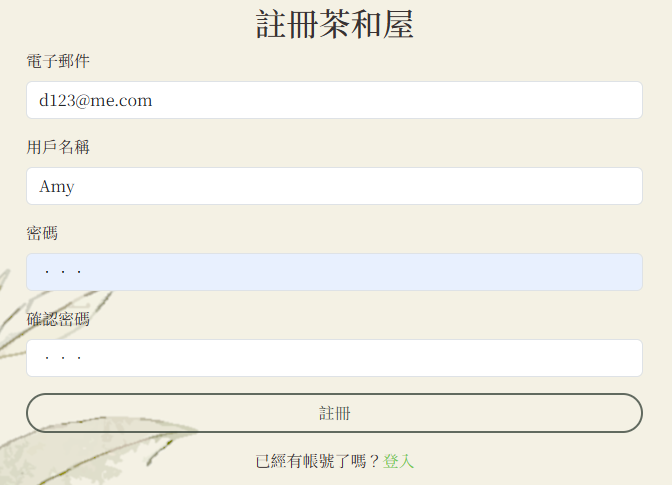 註冊茶和屋
電子郵件
d123@me.com
用戶名稱
Amy
密碼
···
確認密碼
···
註冊
已經有帳號了嗎？登入